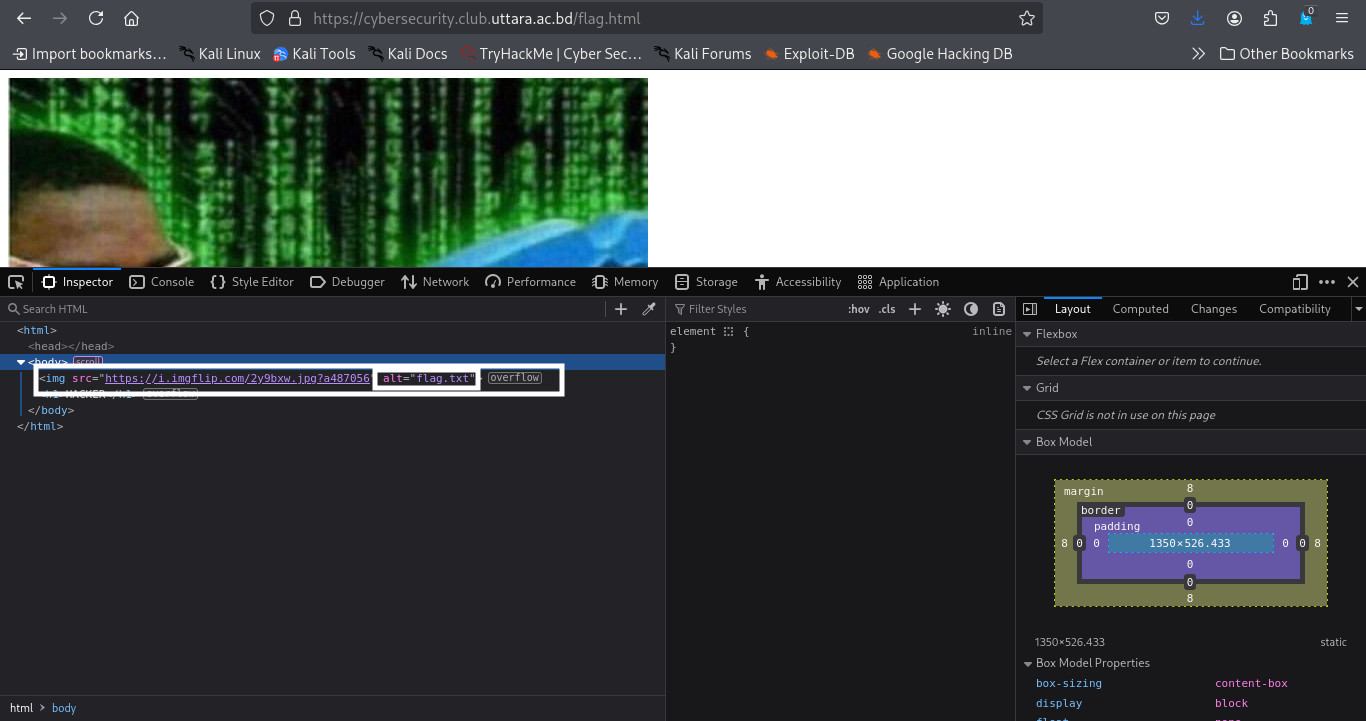 https://cybersecurity.club.uttara.ac.bd/flag.html
0
Import bookmarks… Kali Linux Kali Tools Kali Docs TryHackMe | Cyber Sec… Kali Forums Exploit-DB Google Hacking DB Other Bookmarks
Inspector Console Style Editor Debugger Network Performance Memory Storage Accessibility Application
Search HTML
Filter Styles :hov .cls
Layout Computed Changes Compatibility
<html>
<head></head>
<body> scroll
<img src="https://i.imgflip.com/2y9bxw.jpg?a487056" alt="flag.txt"> overflow
HACKER
</body>
</html>
element { inline
}
Flexbox
Select a Flex container or item to continue.
Grid
CSS Grid is not in use on this page
Box Model
margin 8
border 0
padding 0
8 0 0 1350×526.433 0 0 8
0
0
8
1350×526.433 static
Box Model Properties
box-sizing content-box
display block
html > body